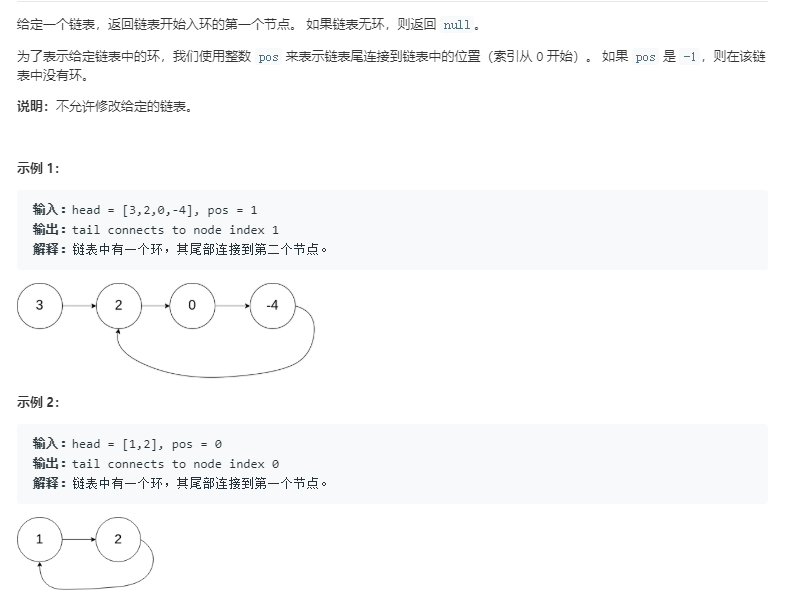 给定一个链表，返回链表开始入环的第一个节点。 如果链表无环，则返回 null 。
为了表示给定链表中的环，我们使用整数 pos 来表示链表尾连接到链表中的位置（索引从 0 开始）。 如果 pos 是 -1 ，则在该链
表中没有环。
说明：不允许修改给定的链表。
示例 1：
输入：head = [3,2,0,-4], pos = 1
输出：tail connects to node index 1
解释：链表中有一个环，其尾部连接到第二个节点。
3 2 0 -4
示例 2：
输入：head = [1,2], pos = 0
输出：tail connects to node index 0
解释：链表中有一个环，其尾部连接到第一个节点。
1 2